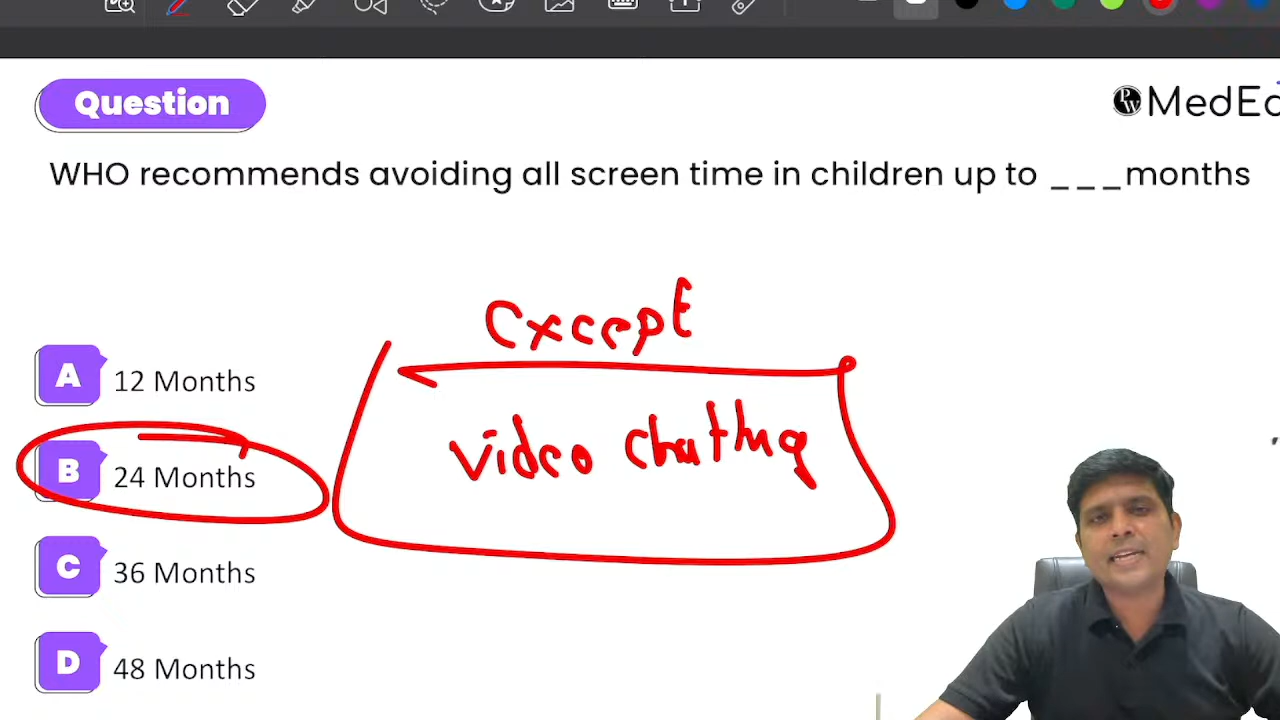 Question
PW MedEd
WHO recommends avoiding all screen time in children up to ___months
except
video chatting
A 12 Months
B 24 Months
C 36 Months
D 48 Months